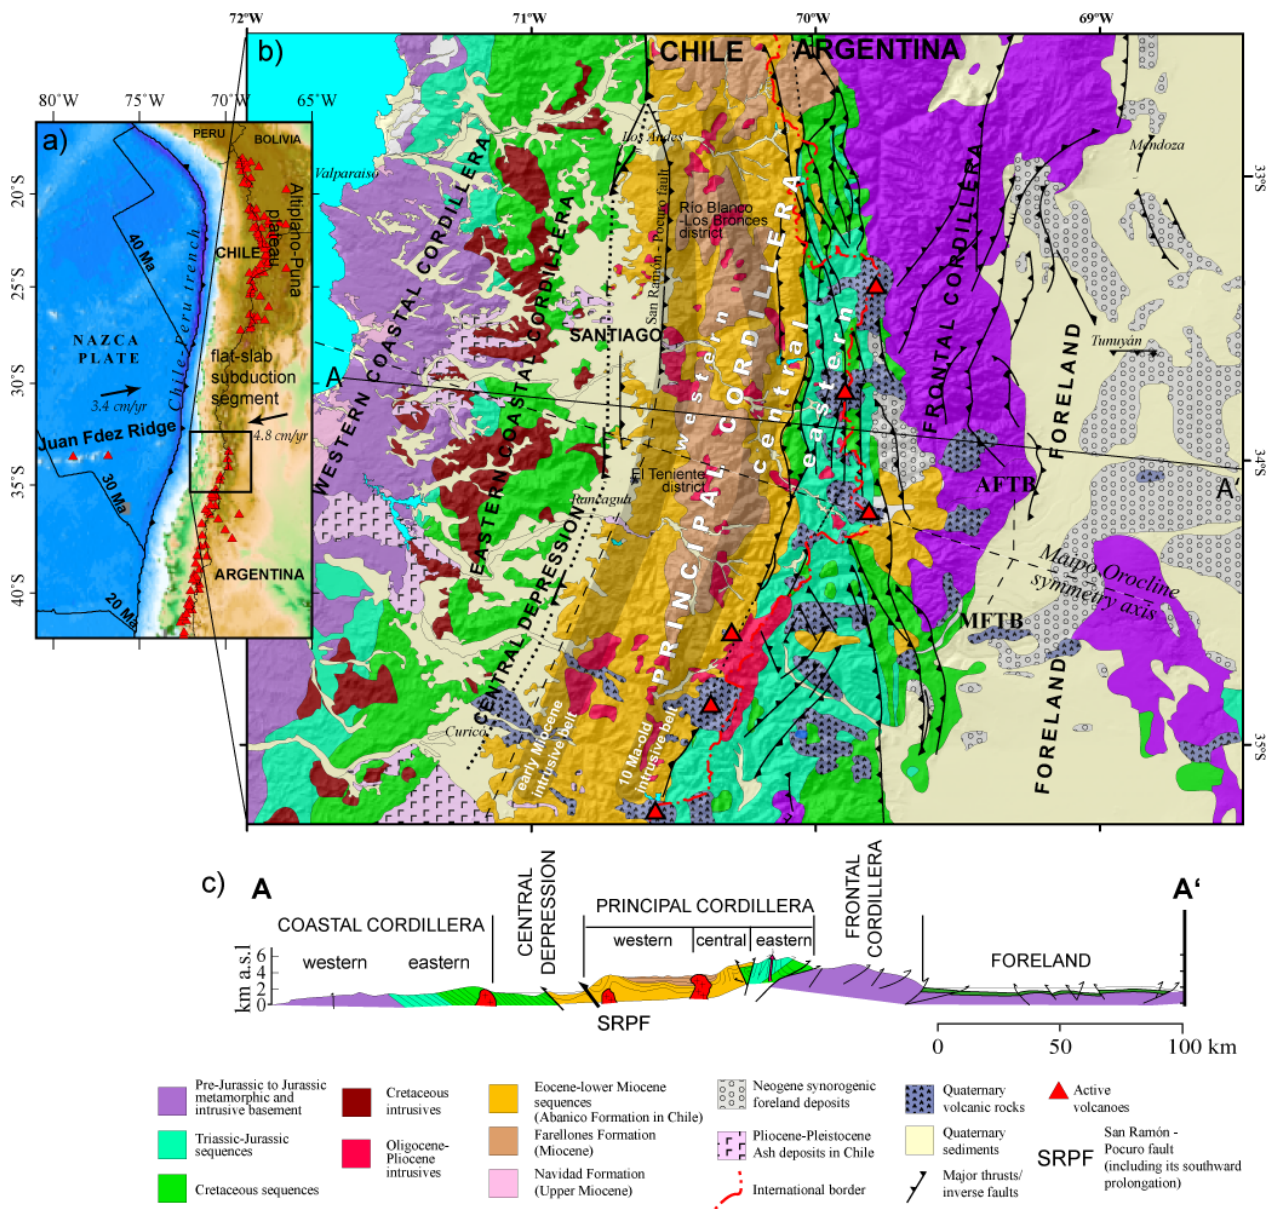 72°W
71°W
70°W
69°W
b)
CHILE
ARGENTINA
80°W
75°W
70°W
65°W
a)
PERU
BOLIVIA
20°S
25°S
30°S
35°S
40°S
40 Ma
Altiplano-Puna
plateau
CHILE
Chile-Peru trench
NAZCA
PLATE
3.4 cm/yr
flat-slab
subduction
segment
4.8 cm/yr
Juan Fdez Ridge
30 Ma
20 Ma
ARGENTINA
Valparaiso
Los Andes
Mendoza
33°S
34°S
35°S
WESTERN COASTAL CORDILLERA
EASTERN COASTAL CORDILLERA
CENTRAL DEPRESSION
San Ramón - Pocuro fault
Río Blanco
-Los Bronces
district
SANTIAGO
PRINCIPAL CORDILLERA
western
central
eastern
FRONTAL CORDILLERA
FORELAND
Tunuyán
A
A'
El Teniente
district
Rancagua
AFTB
Maipo Orocline
symmetry axis
MFTB
FORELAND
Curicó
early Miocene
intrusive belt
10 Ma-old
intrusive belt
c)
A
A'
COASTAL CORDILLERA
western
eastern
CENTRAL
DEPRESSION
PRINCIPAL CORDILLERA
western
central
eastern
FRONTAL
CORDILLERA
FORELAND
km a.s.l
6
4
2
0
SRPF
0
50
100 km
Pre-Jurassic to Jurassic
metamorphic and
intrusive basement
Triassic-Jurassic
sequences
Cretaceous sequences
Cretaceous
intrusives
Oligocene-
Pliocene
intrusives
Eocene-lower Miocene
sequences
(Abanico Formation in Chile)
Farellones Formation
(Miocene)
Navidad Formation
(Upper Miocene)
Neogene synorogenic
foreland deposits
Pliocene-Pleistocene
Ash deposits in Chile
International border
Quaternary
volcanic rocks
Quaternary
sediments
Major thrusts/
inverse faults
Active
volcanoes
SRPF
San Ramón -
Pocuro fault
(including its southward
prolongation)